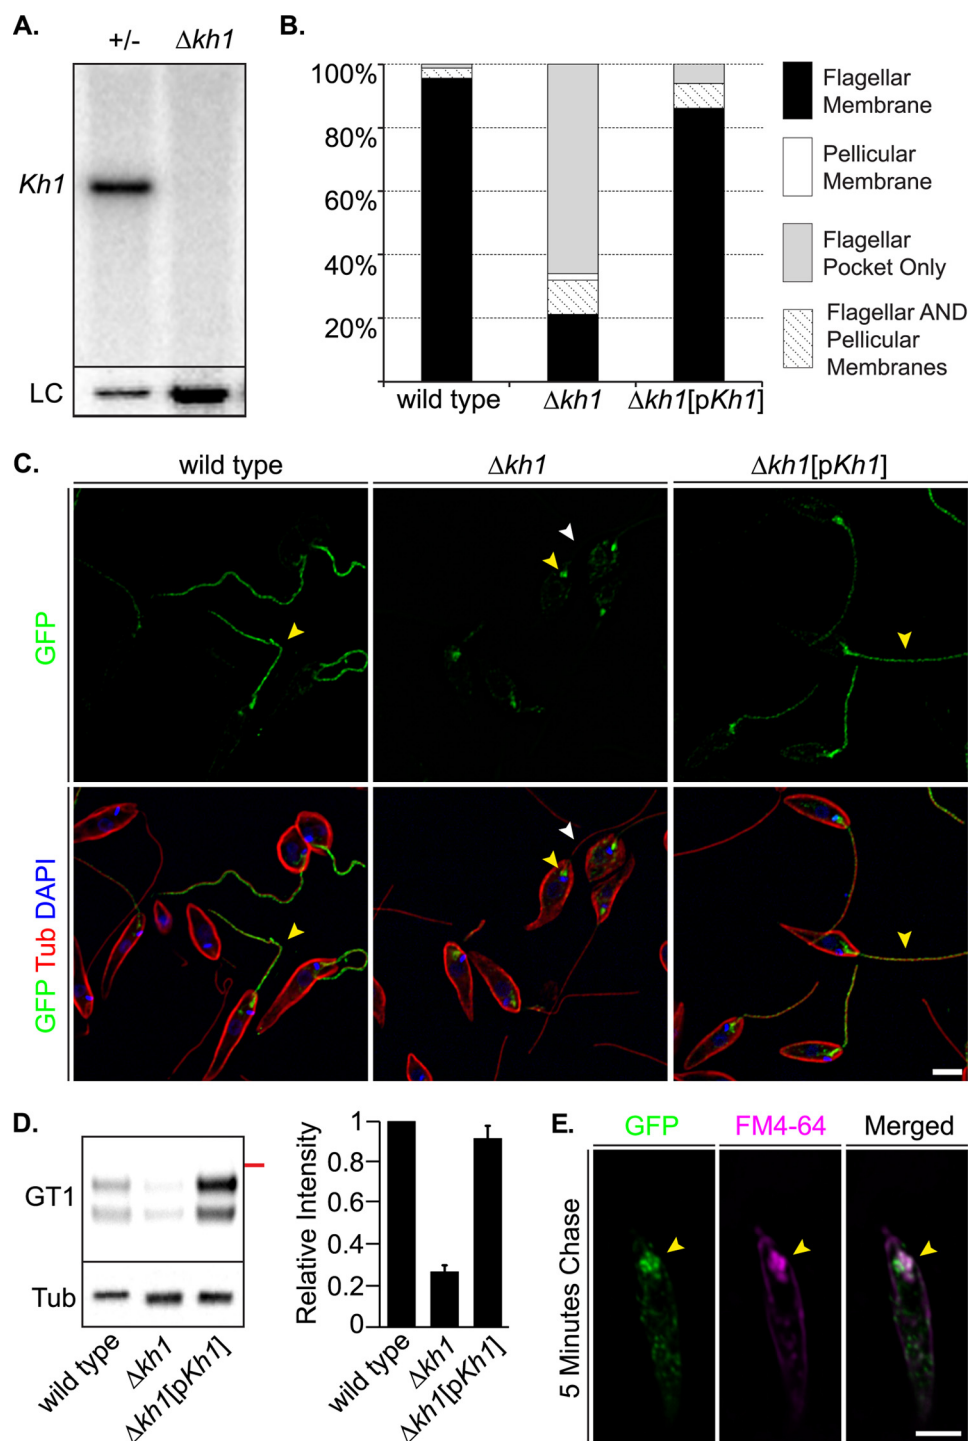 A.
+/- Δkh1
Kh1
LC
B.
100%
80%
60%
40%
20%
wild type Δkh1 Δkh1[pKh1]
Flagellar
Membrane
Pellicular
Membrane
Flagellar
Pocket Only
Flagellar AND
Pellicular
Membranes
C.
wild type Δkh1 Δkh1[pKh1]
GFP
GFP Tub DAPI
D.
GT1
Tub
wild type
Δkh1
Δkh1[pKh1]
Relative Intensity
1
0.8
0.6
0.4
0.2
0
wild type
Δkh1
Δkh1[pKh1]
E.
GFP FM4-64 Merged
5 Minutes Chase